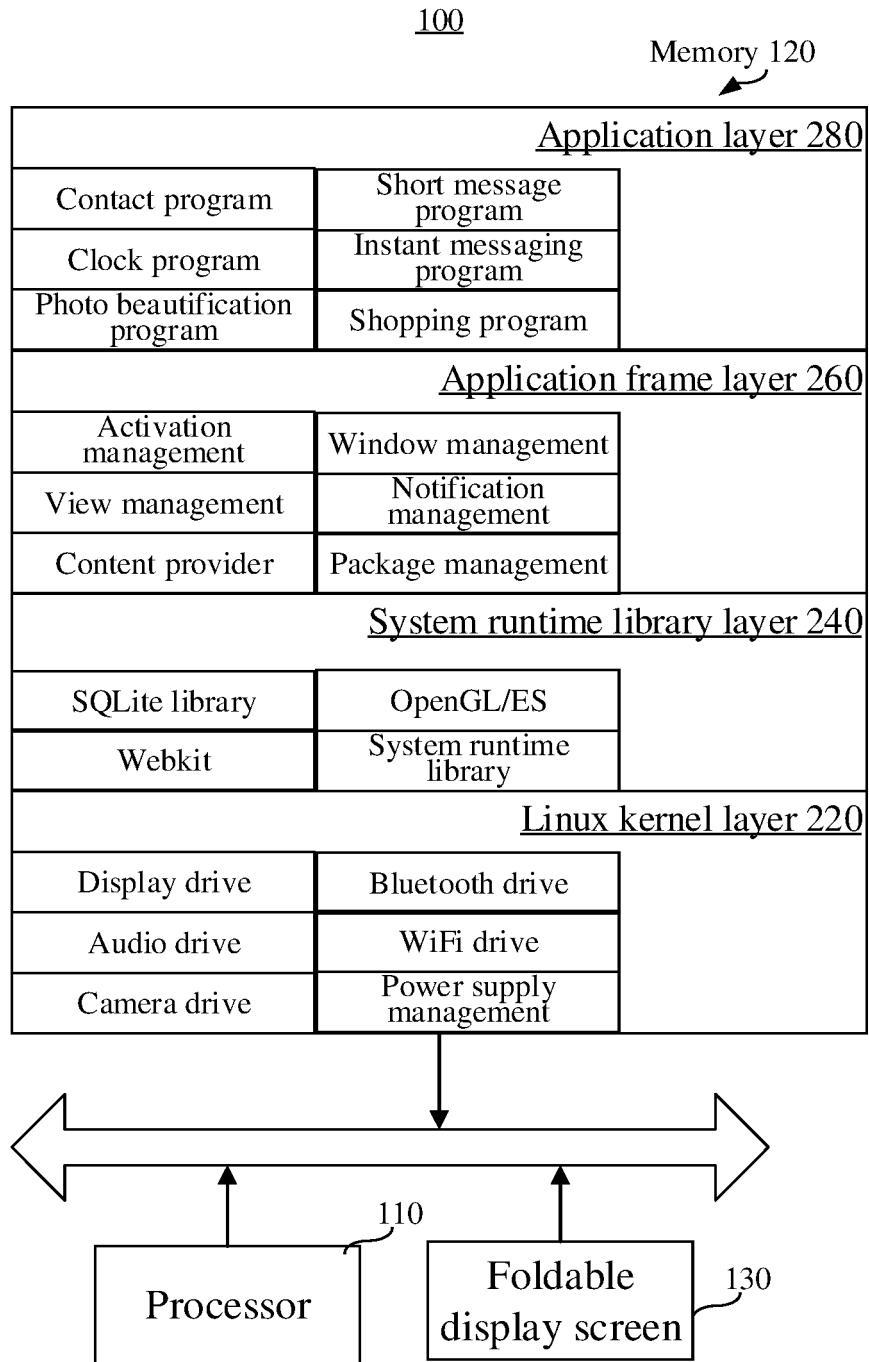 100
Memory 120
Application layer 280
Contact program
Short message
program
Clock program
Instant messaging
program
Photo beautification
program
Shopping program
Application frame layer 260
Activation
management
Window management
View management
Notification
management
Content provider
Package management
System runtime library layer 240
SQLite library
OpenGL/ES
Webkit
System runtime
library
Linux kernel layer 220
Display drive
Bluetooth drive
Audio drive
WiFi drive
Camera drive
Power supply
management
110
Processor
Foldable
display screen
130